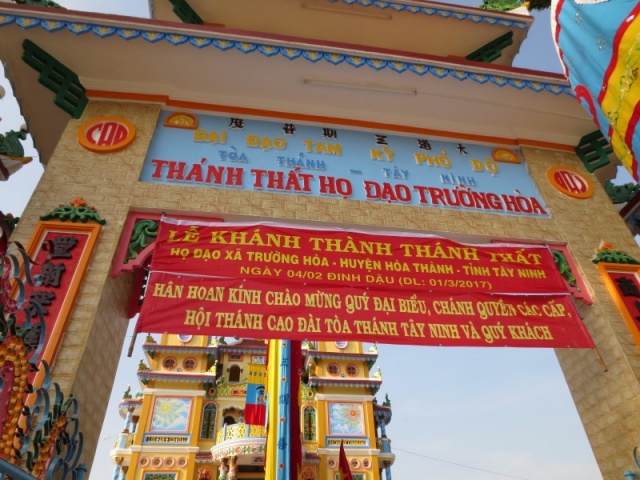 大道三期普度
ĐẠI ĐẠO TAM KỲ PHỔ ĐỘ
CAO
TÒA THÁNH - TÂY NINH
THÁNH THẤT HỌ ĐẠO TRƯỜNG HÒA
LỄ KHÁNH THÀNH THÁNH THẤT
HỌ ĐẠO XÃ TRƯỜNG HÒA - HUYỆN HÒA THÀNH - TỈNH TÂY NINH
NGÀY 04/02 ĐINH DẬU (DL: 01/3/2017)
HÂN HOAN KÍNH CHÀO MỪNG QUÝ ĐẠI BIỂU, CHÁNH QUYỀN CÁC CẤP,
HỘI THÁNH CAO ĐÀI TÒA THÁNH TÂY NINH VÀ QUÝ KHÁCH